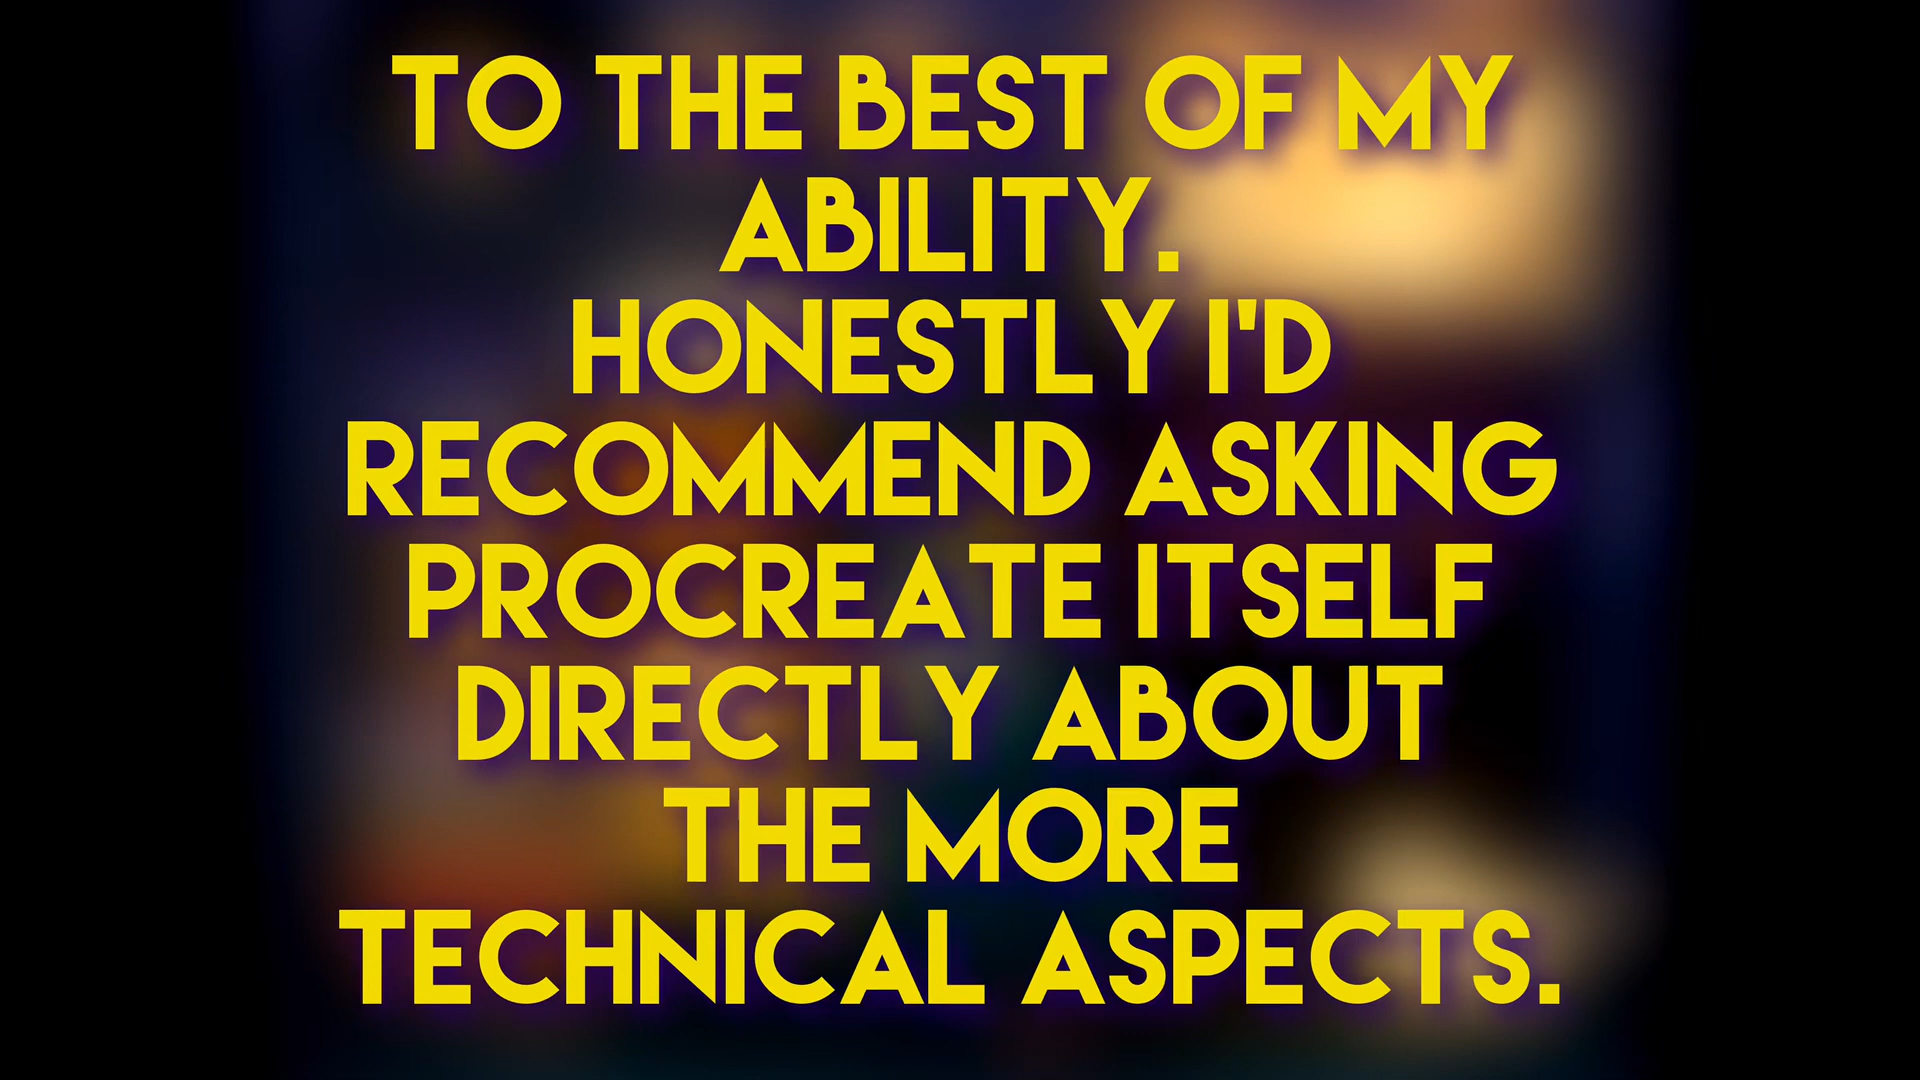 TO THE BEST OF MY
ABILITY.
HONESTLY I'D
RECOMMEND ASKING
PROCREATE ITSELF
DIRECTLY ABOUT
THE MORE
TECHNICAL ASPECTS.